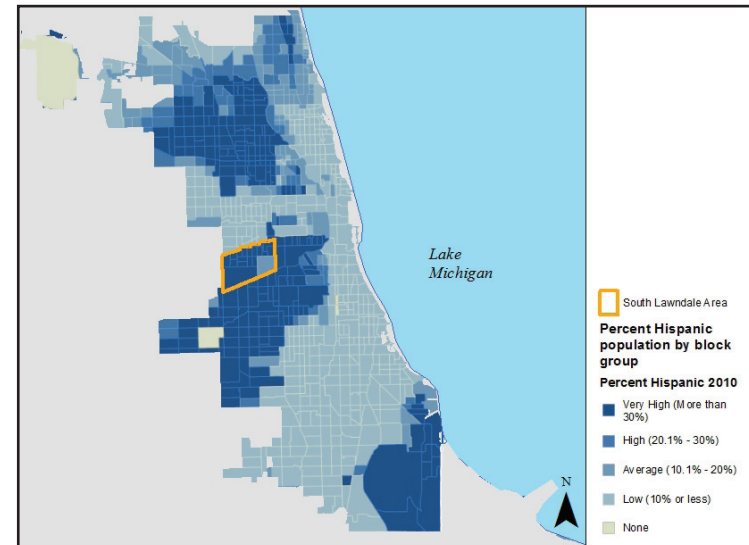 Lake
Michigan
South Lawndale Area
Percent Hispanic
population by block
group
Percent Hispanic 2010
Very High (More than
30%)
High (20.1% - 30%)
Average (10.1% - 20%)
Low (10% or less)
None
N